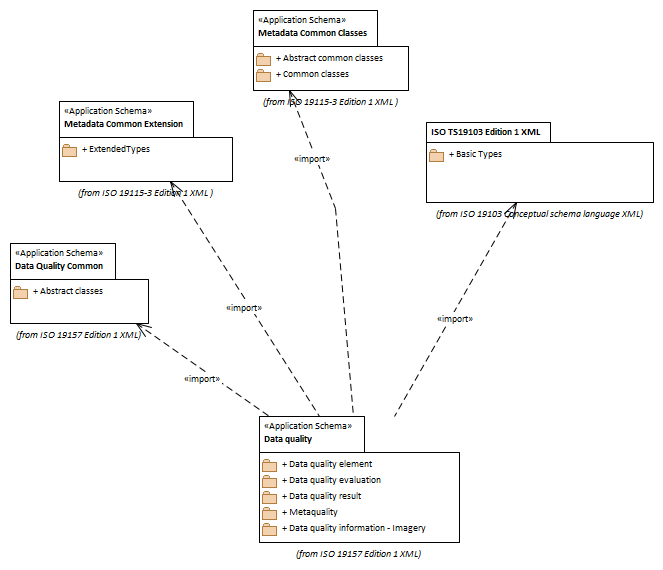 «Application Schema»
Metadata Common Classes
+ Abstract common classes
+ Common classes
(from ISO 19115-3 Edition 1 XML )
«Application Schema»
Metadata Common Extension
+ ExtendedTypes
(from ISO 19115-3 Edition 1 XML )
ISO TS19103 Edition 1 XML
+ Basic Types
(from ISO 19103 Conceptual schema language XML)
«import»
«Application Schema»
Data Quality Common
+ Abstract classes
(from ISO 19157 Edition 1 XML)
«import»
«import»
«import»
«Application Schema»
Data quality
+ Data quality element
+ Data quality evaluation
+ Data quality result
+ Metaquality
+ Data quality information - Imagery
(from ISO 19157 Edition 1 XML)